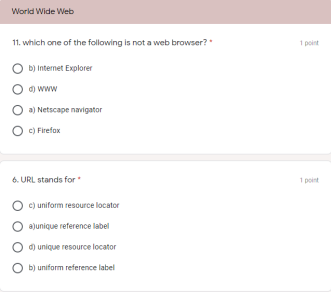 World Wide Web
11. which one of the following is not a web browser? *
1 point
b) Internet Explorer
d) WWW
a) Netscape navigator
c) Firefox
6. URL stands for *
1 point
c) uniform resource locator
a)unique reference label
d) unique resource locator
b) uniform reference label